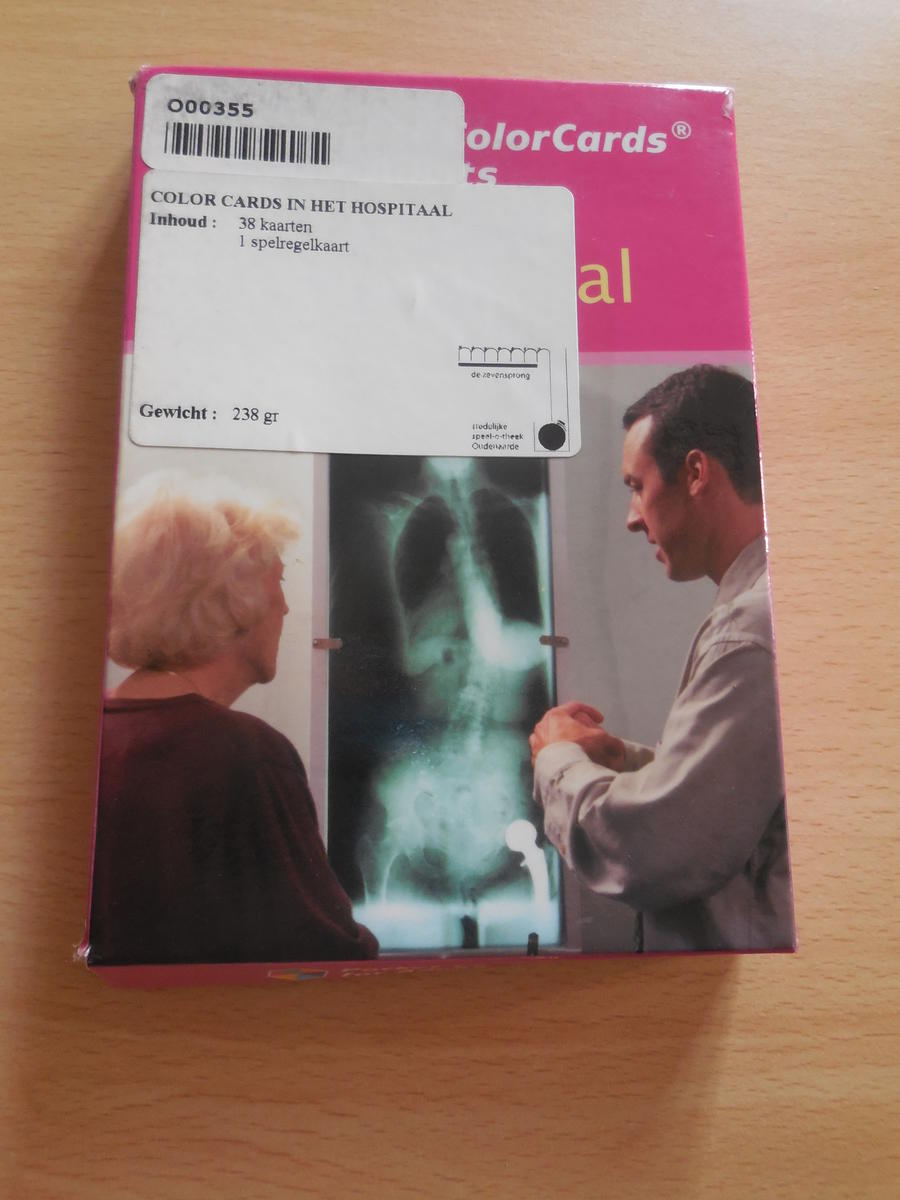 O00355
ColorCards®
ts
COLOR CARDS IN HET HOSPITAAL
Inhoud : 38 kaarten
1 spelregelkaart
al
de zevensprong
Gewicht : 238 gr
stedelijke
speel-o-theek
Oudenaarde